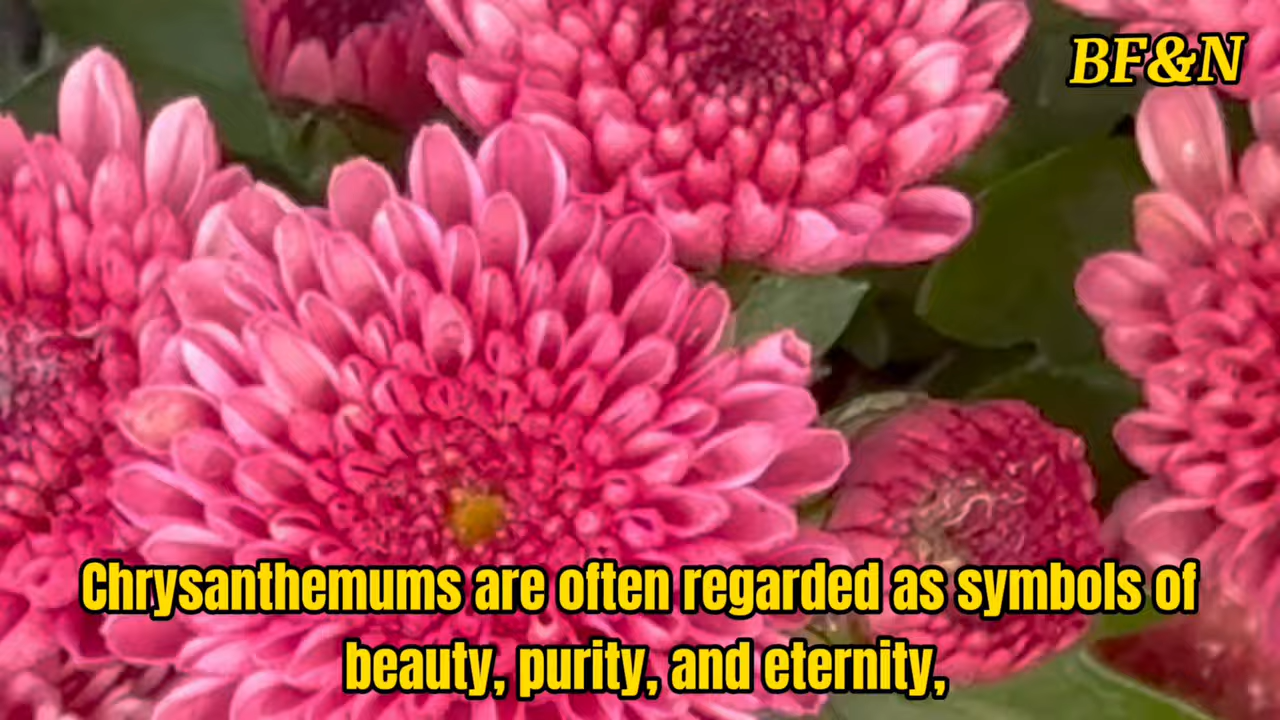 BF&N
Chrysanthemums are often regarded as symbols of
beauty, purity, and eternity,